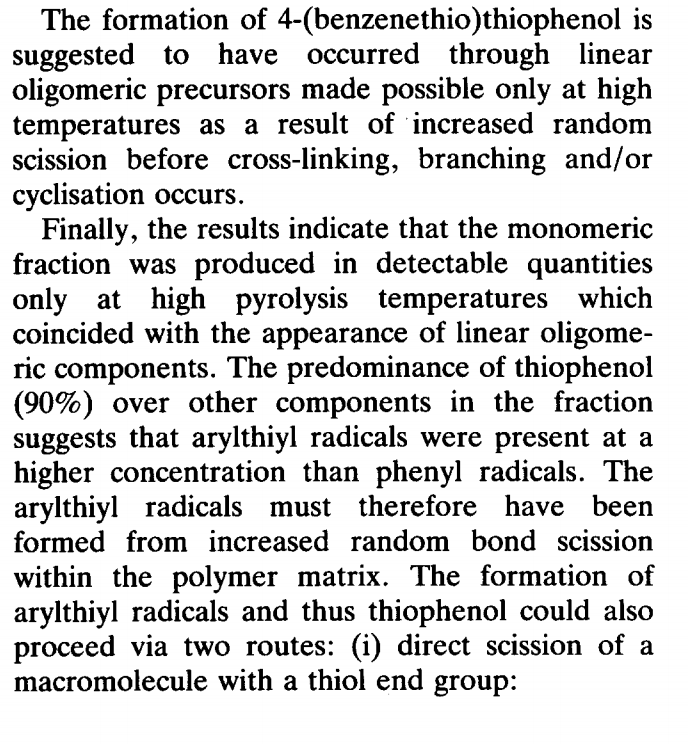 The formation of 4-(benzenethio)thiophenol is
suggested to have occurred through linear
oligomeric precursors made possible only at high
temperatures as a result of increased random
scission before cross-linking, branching and/or
cyclisation occurs.
Finally, the results indicate that the monomeric
fraction was produced in detectable quantities
only at high pyrolysis temperatures which
coincided with the appearance of linear oligome-
ric components. The predominance of thiophenol
(90%) over other components in the fraction
suggests that arylthiyl radicals were present at a
higher concentration than phenyl radicals. The
arylthiyl radicals must therefore have been
formed from increased random bond scission
within the polymer matrix. The formation of
arylthiyl radicals and thus thiophenol could also
proceed via two routes: (i) direct scission of a
macromolecule with a thiol end group: